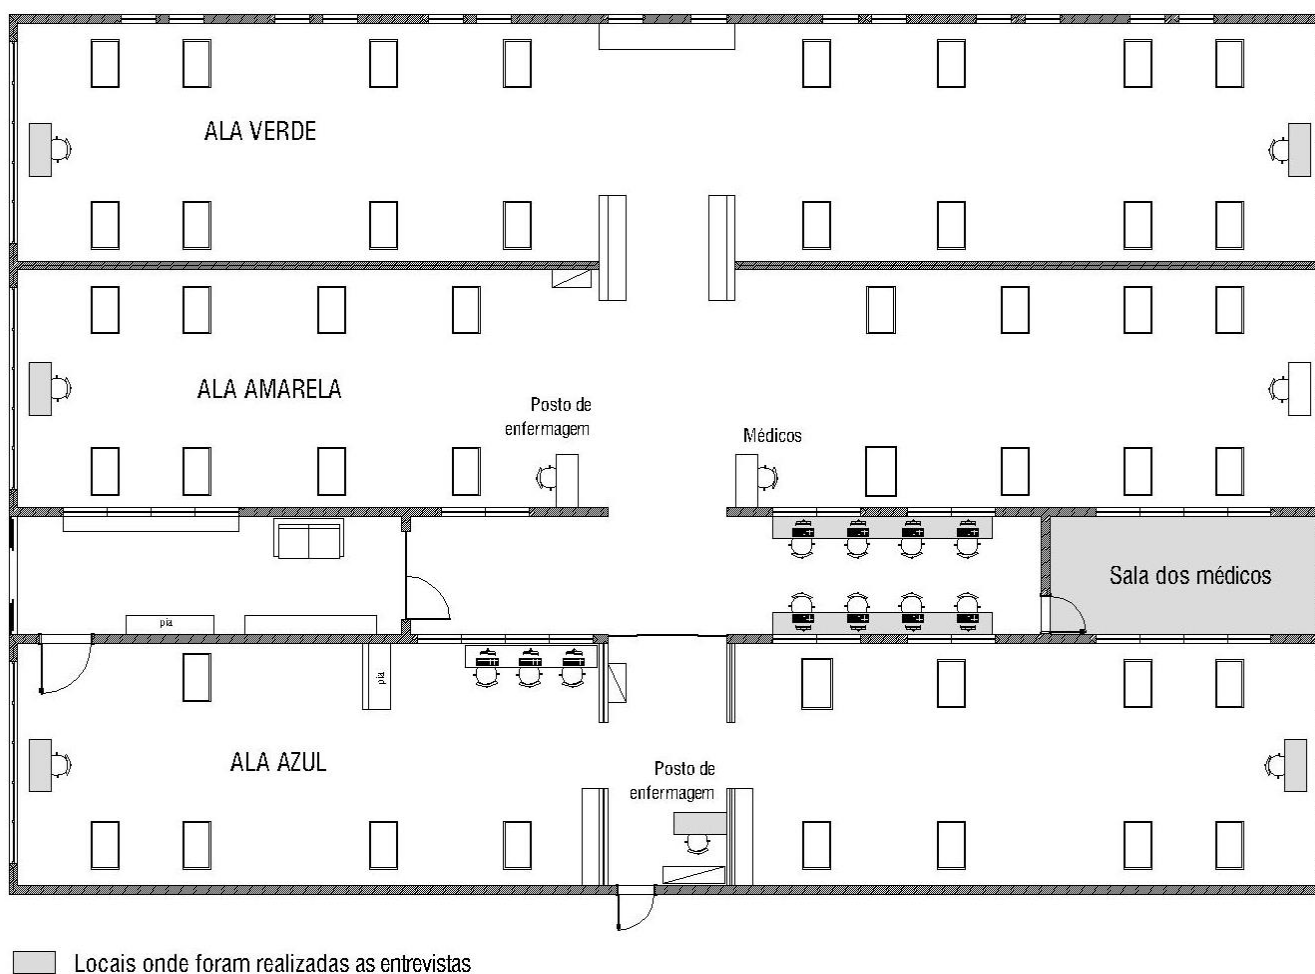 ALA VERDE
ALA AMARELA
Posto de
enfermagem
Médicos
Sala dos médicos
pia
pia
ALA AZUL
Posto de
enfermagem
Locais onde foram realizadas as entrevistas